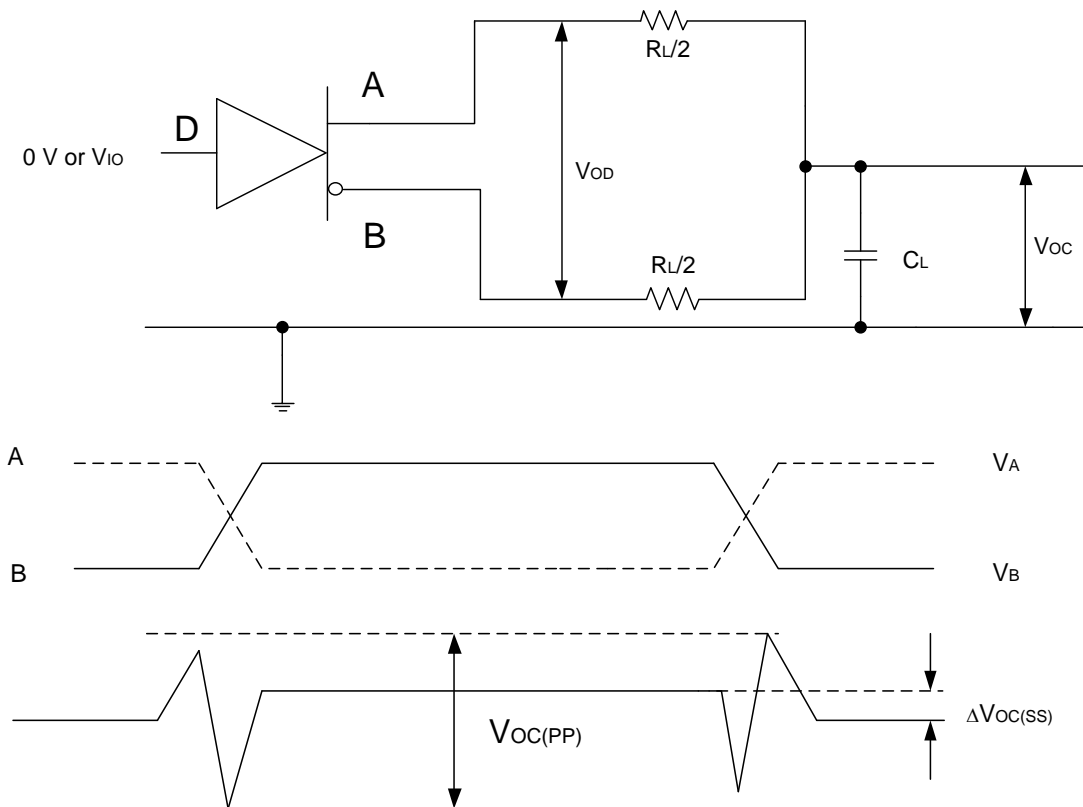 RL/2
A
D
0 V or VIO
VOD
B
VOC
RL/2
CL
A
VA
B
VB
VOC(PP)
ΔVOC(SS)